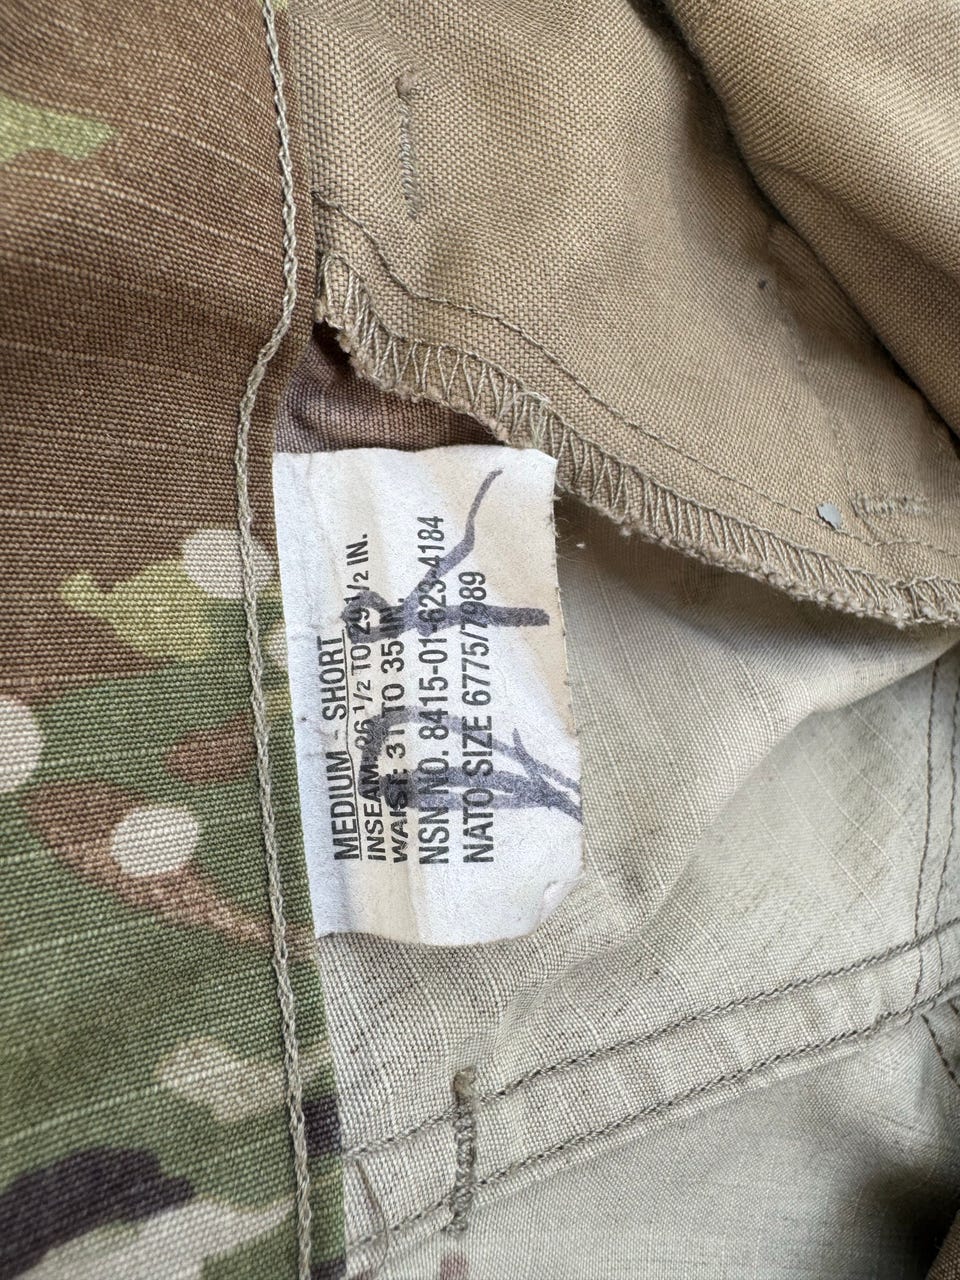 MEDIUM - SHORT
INSEAM: 26 1/2 TO 29 1/2 IN.
WAIST: 31 TO 35 IN.
NSN NO. 8415-01-623-4184
NATO SIZE 6775/7989